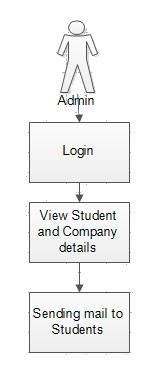 Admin
Login
View Student
and Company
details
Sending mail to
Students